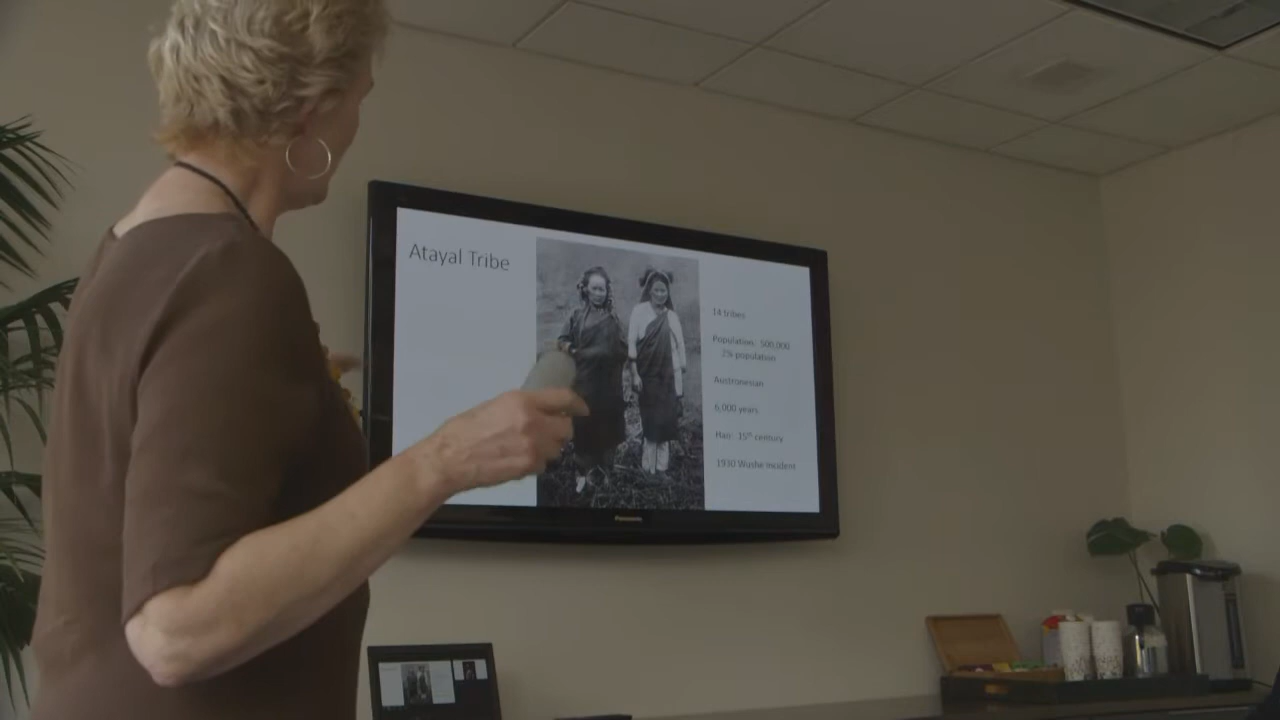 Atayal Tribe
14 tribes
Population: 500,000
2% population
Austronesian
6,000 years
Han: 15th century
1930 Wushe Incident
Panasonic